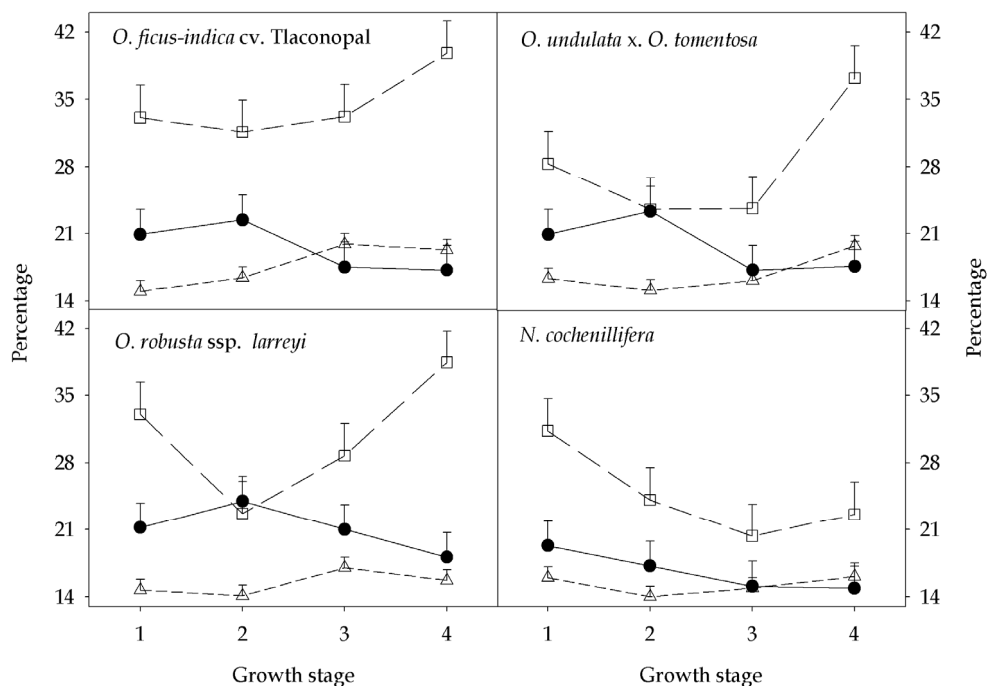 O. ficus-indica cv. Tlaconopal
O. undulata x. O. tomentosa
42
35
28
21
14
42
35
28
21
14
Percentage
Percentage
O. robusta ssp. larreyi
N. cochenillifera
42
35
28
21
14
42
35
28
21
14
1 2 3 4
1 2 3 4
Growth stage
Growth stage